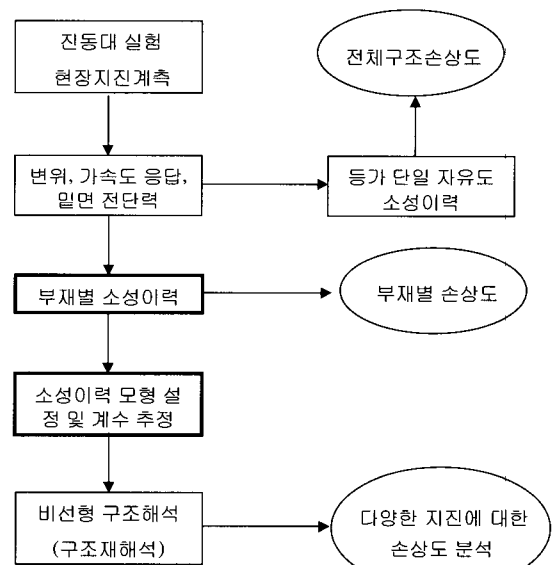 진동대 실험
현장지진계측
전체구조손상도
변위, 가속도 응답,
밑면 전단력
등가 단일 자유도
소성이력
부재별 소성이력
부재별 손상도
소성이력 모형 설
정 및 계수 추정
비선형 구조해석
(구조재해석)
다양한 지진에 대한
손상도 분석